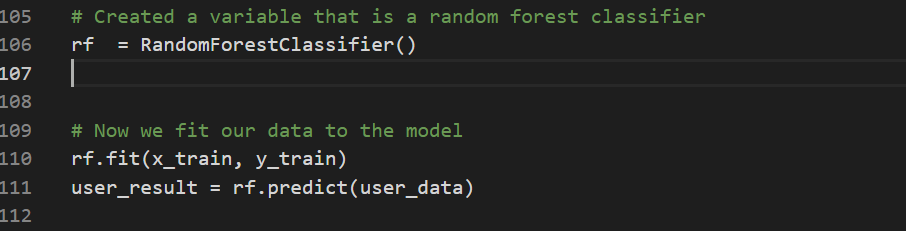 105 # Created a variable that is a random forest classifier
106 rf  = RandomForestClassifier()
107
108
109 # Now we fit our data to the model
110 rf.fit(x_train, y_train)
111 user_result = rf.predict(user_data)
112